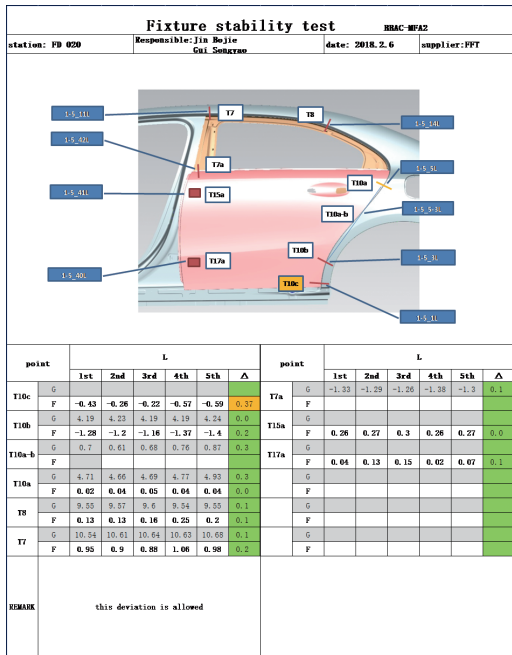 Fixture stability test RBAC-MFA2
station: FD 020 Responsible:Jin Bojie Gui Songyao date: 2018.2.6 supplier:FFT
1-5_11L T7 T8 1-5_14L
1-5_42L
T7a 1-5_5L
T10a
1-5_41L T15a
T10a-b 1-5_5-3L
T10b 1-5_3L
T17a
1-5_40L T10c
1-5_1L
point L point L
1st 2nd 3rd 4th 5th Δ 1st 2nd 3rd 4th 5th Δ
T10c G T7a G -1.33 -1.29 -1.26 -1.38 -1.3 0.1
F -0.43 -0.26 -0.22 -0.57 -0.59 0.37 F
T10b G 4.19 4.23 4.19 4.19 4.24 0.0 T15a G
F -1.28 -1.2 -1.16 -1.37 -1.4 0.2 F 0.26 0.27 0.3 0.26 0.27 0.0
T10a-b G 0.7 0.61 0.68 0.76 0.87 0.3 T17a G
F F 0.04 0.13 0.15 0.02 0.07 0.1
T10a G 4.71 4.66 4.69 4.77 4.93 0.3 G
F 0.02 0.04 0.05 0.04 0.04 0.0 F
T8 G 9.55 9.57 9.6 9.54 9.55 0.1 G
F 0.13 0.13 0.16 0.25 0.2 0.1 F
T7 G 10.54 10.61 10.64 10.63 10.68 0.1 G
F 0.95 0.9 0.88 1.06 0.98 0.2 F
REMARK this deviation is allowed